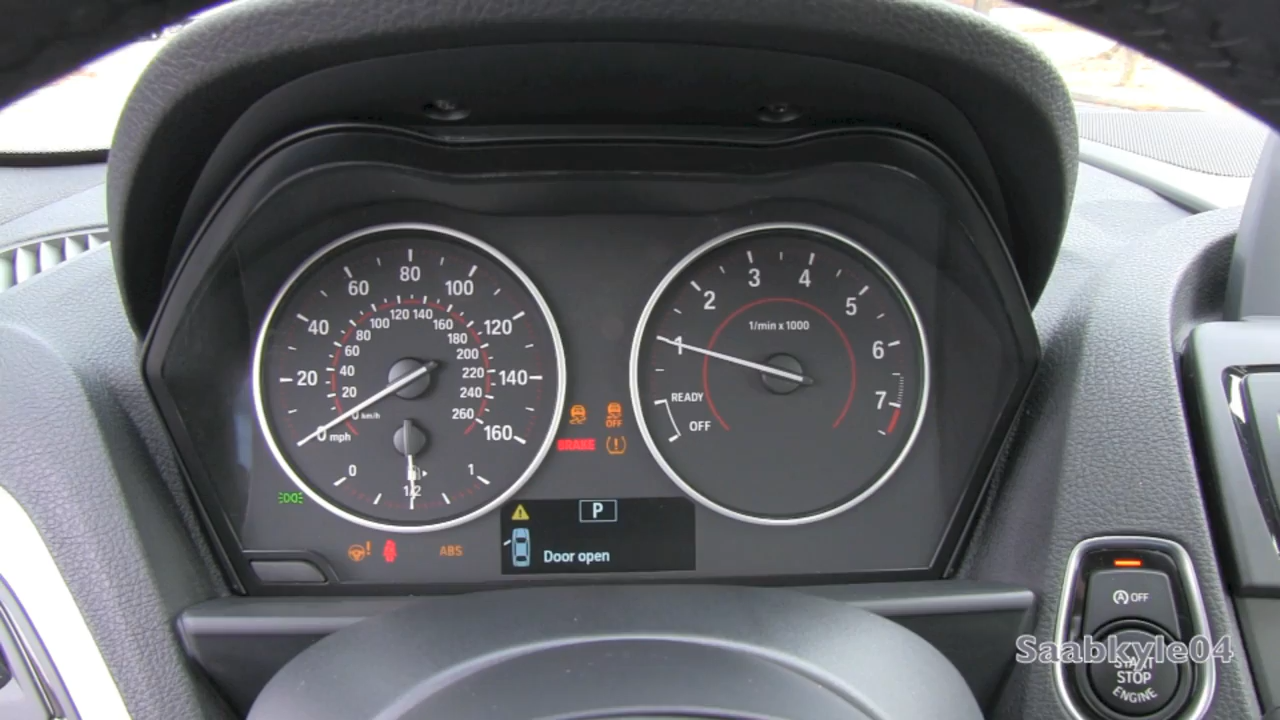 0 mph
20
40
60
80
100
120
140
160
0 km/h
20
40
60
80
100
120
140
160
180
200
220
240
260
0
1/2
1
1
2
3
4
5
6
7
1/min x 1000
READY
OFF
OFF
BRAKE
ABS
P
Door open
A OFF
START
STOP
ENGINE
Saabkyle04